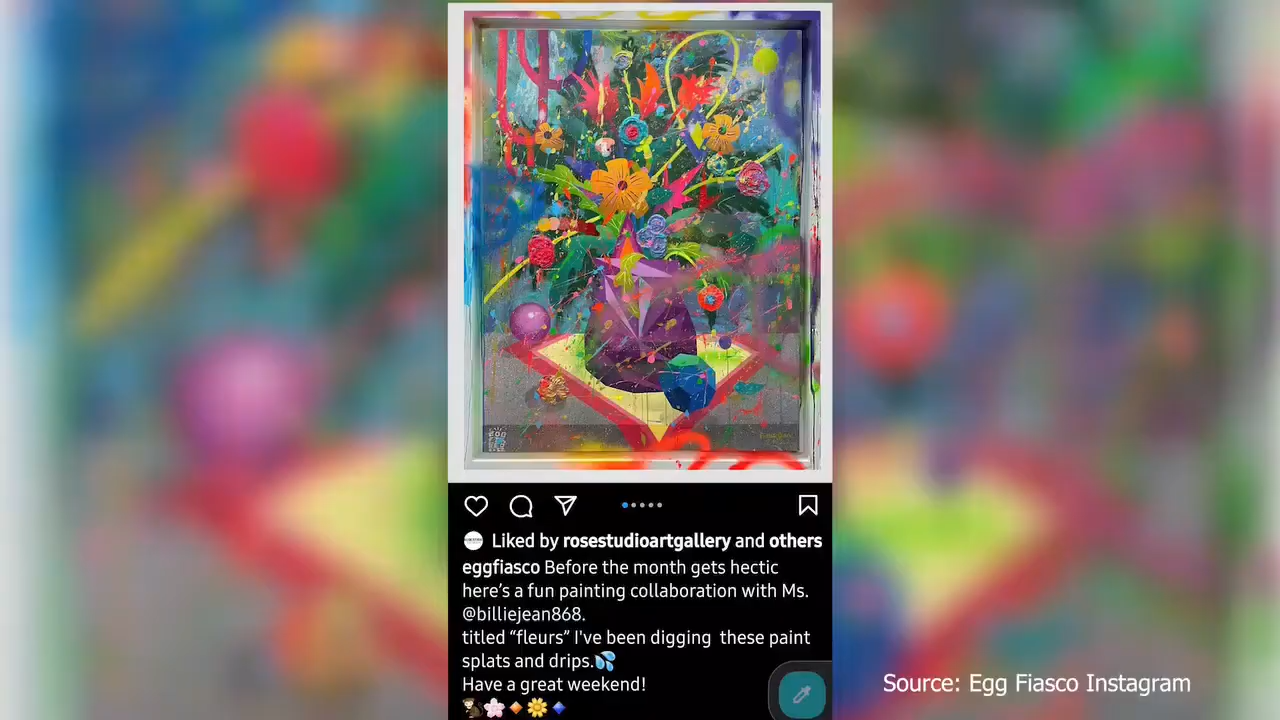 Liked by rosestudioartgallery and others
eggfiasco Before the month gets hectic
here's a fun painting collaboration with Ms.
@billiejean868.
titled “fleurs” I've been digging these paint
splats and drips.💦
Have a great weekend!
Source: Egg Fiasco Instagram